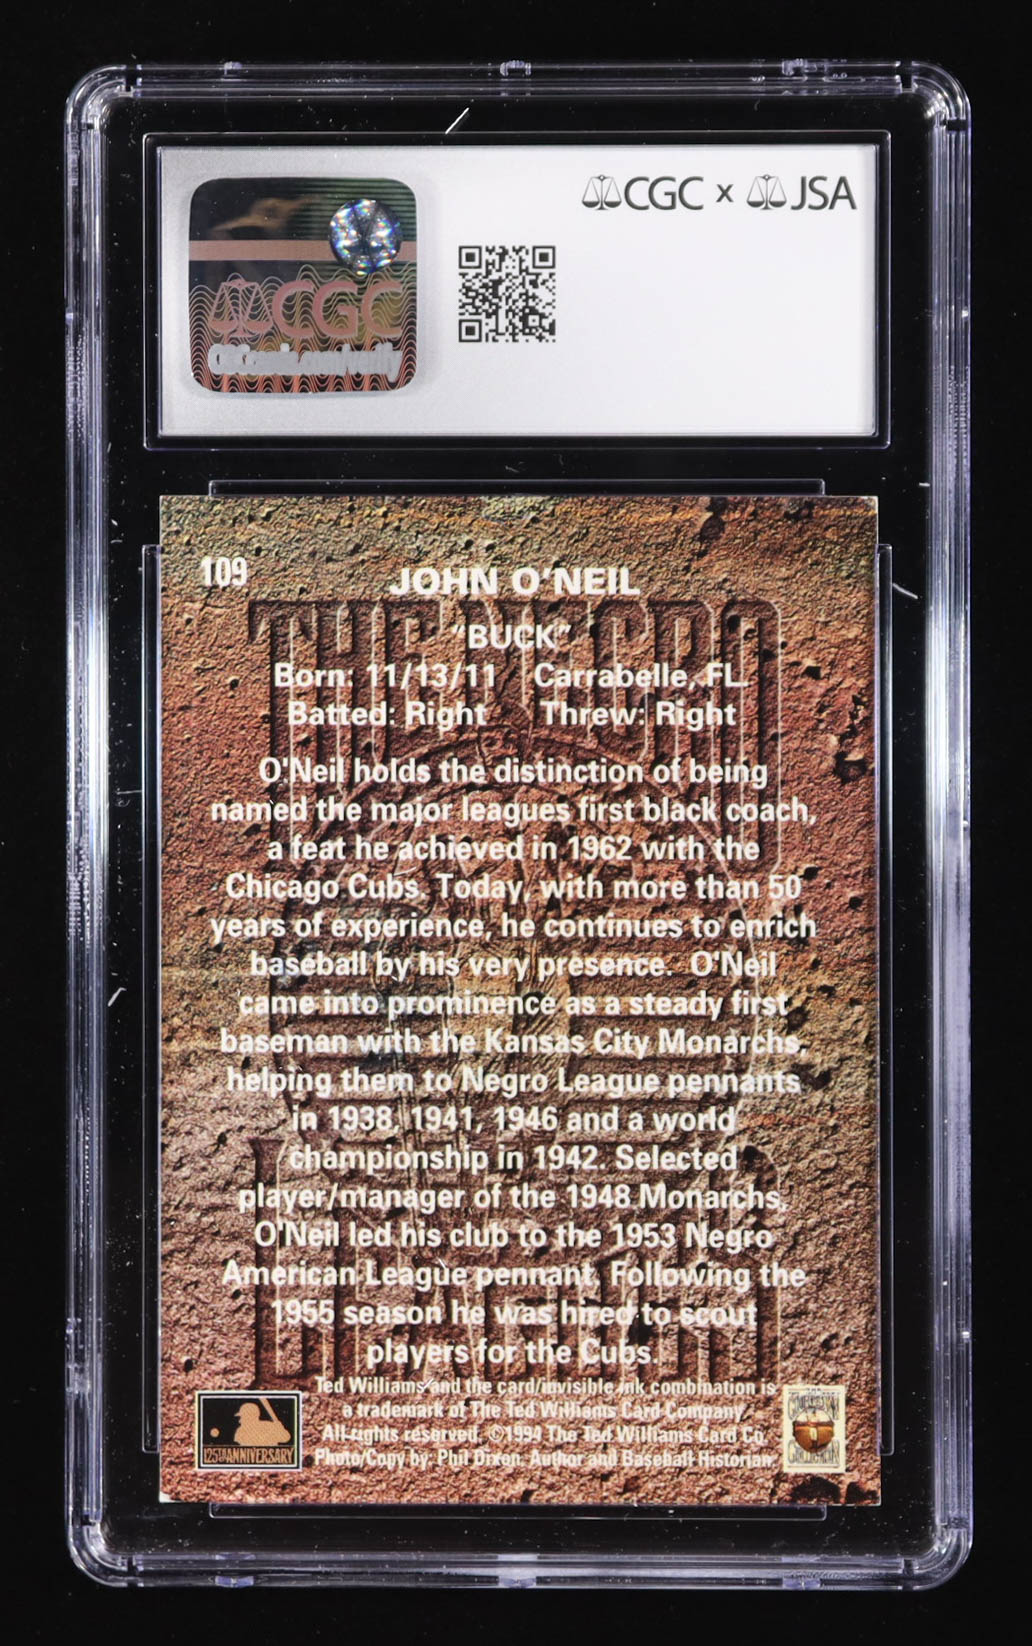 CGC x JSA
CGC
109
JOHN O'NEIL
"BUCK"
Born: 11/13/11 Carrabelle, FL.
Batted: Right Threw: Right
O'Neil holds the distinction of being
named the major leagues first black coach,
a feat he achieved in 1962 with the
Chicago Cubs. Today, with more than 50
years of experience, he continues to enrich
baseball by his very presence. O'Neil
came into prominence as a steady first
baseman with the Kansas City Monarchs,
helping them to Negro League pennants
in 1938, 1941, 1946 and a world
championship in 1942. Selected
player/manager of the 1948 Monarchs,
O'Neil led his club to the 1953 Negro
American League pennant. Following the
1955 season he was hired to scout
players for the Cubs.
THE NEGRO
LEAGUES
Ted Williams and the card/invisible ink combination is
a trademark of The Ted Williams Card Company.
All rights reserved. ©1994 The Ted Williams Card Co.
Photo/Copy by: Phil Dixon, Author and Baseball Historian.
125TH ANNIVERSARY